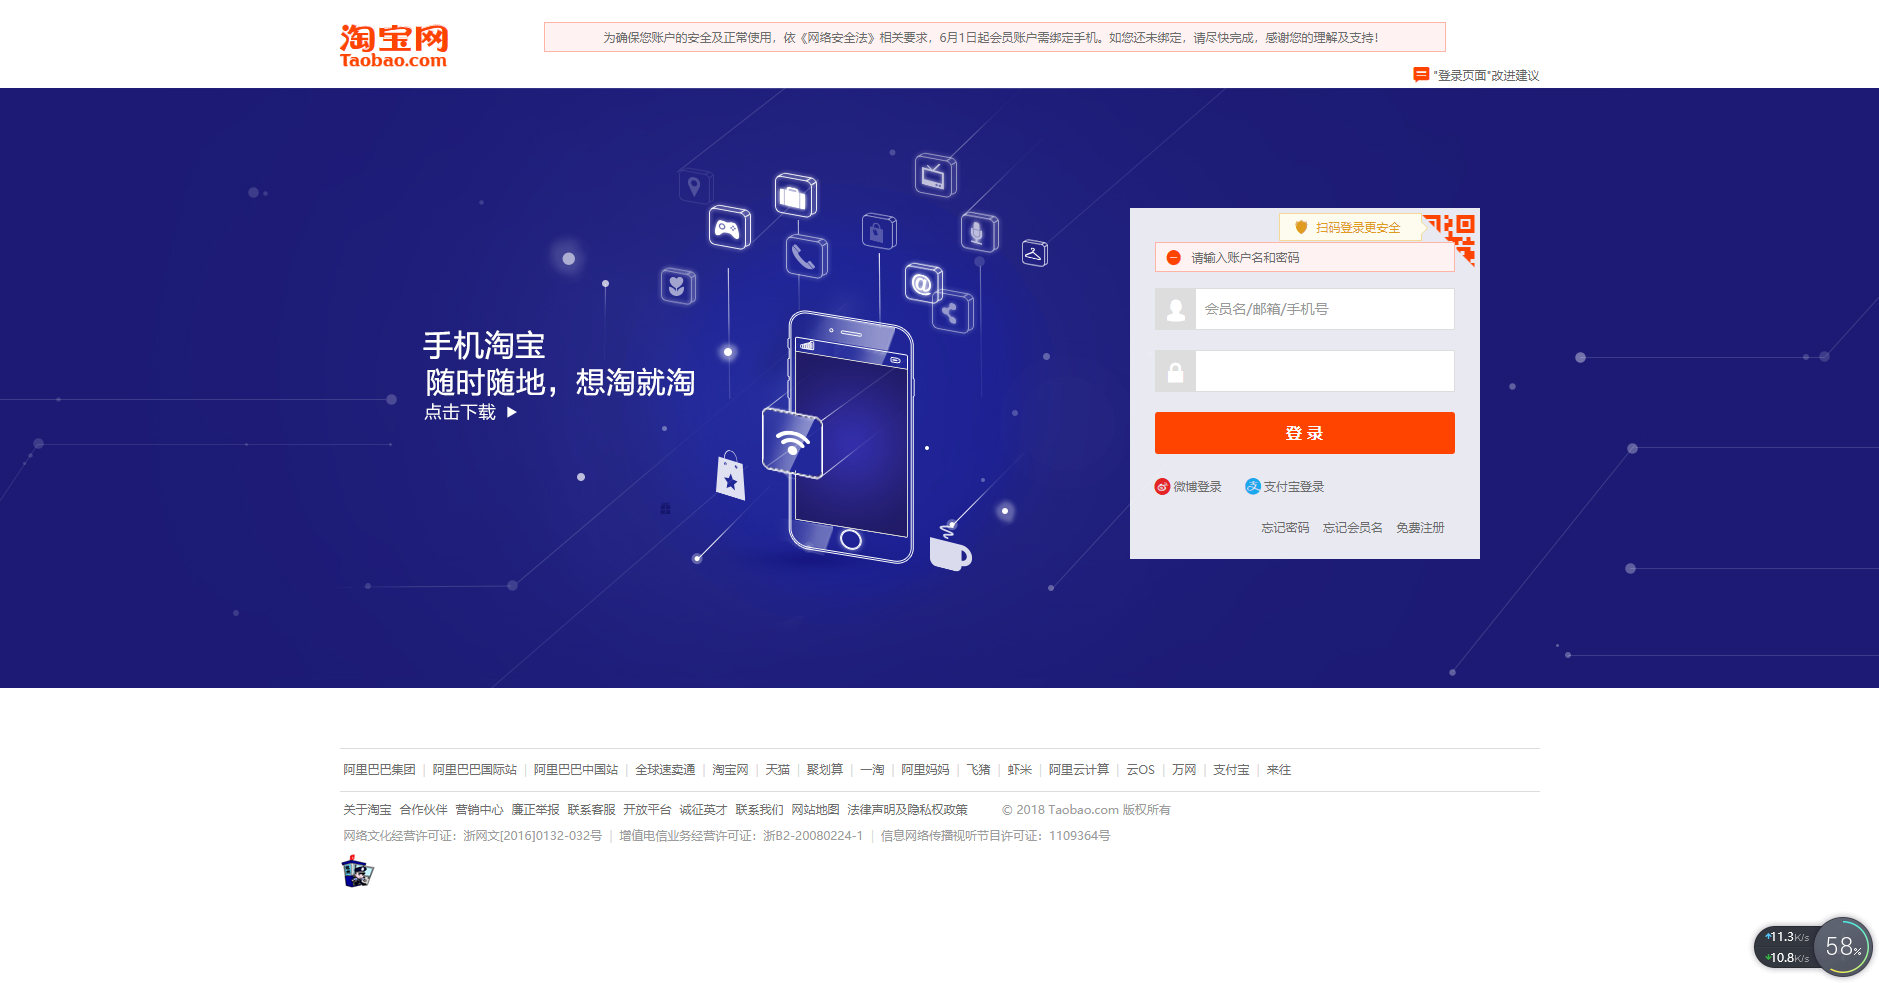 淘宝网
Taobao.com
为确保您账户的安全及正常使用，依《网络安全法》相关要求，6月1日起会员账户需绑定手机。如您还未绑定，请尽快完成，感谢您的理解及支持！
"登录页面"改进建议
手机淘宝
随时随地，想淘就淘
点击下载
扫码登录更安全
请输入账户名和密码
会员名/邮箱/手机号
登 录
微博登录 支付宝登录
忘记密码 忘记会员名 免费注册
阿里巴巴集团 | 阿里巴巴国际站 | 阿里巴巴中国站 | 全球速卖通 | 淘宝网 | 天猫 | 聚划算 | 一淘 | 阿里妈妈 | 飞猪 | 虾米 | 阿里云计算 | 云OS | 万网 | 支付宝 | 来往
关于淘宝 合作伙伴 营销中心 廉正举报 联系客服 开放平台 诚征英才 联系我们 网站地图 法律声明及隐私权政策 © 2018 Taobao.com 版权所有
网络文化经营许可证：浙网文[2016]0132-032号 | 增值电信业务经营许可证：浙B2-20080224-1 | 信息网络传播视听节目许可证：1109364号
11.3K/s
10.8K/s
58%